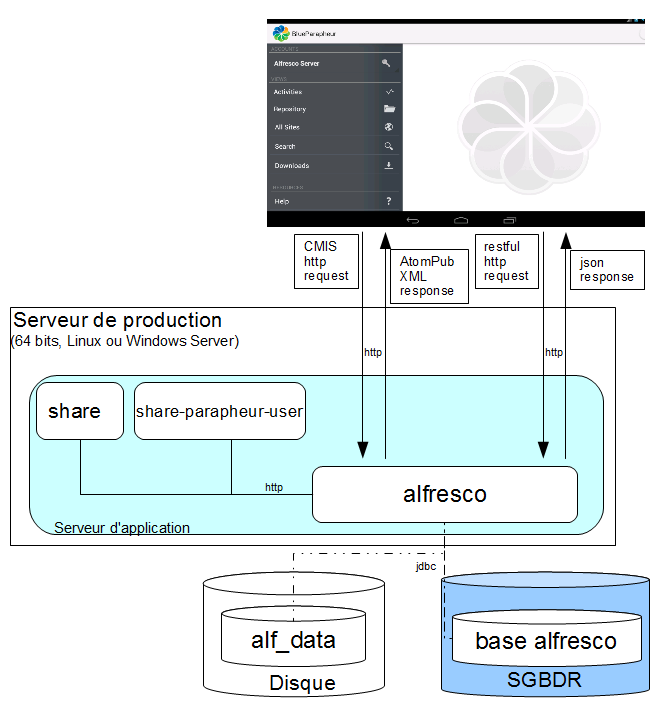 BlueParapheur
ACCOUNTS
Alfresco Server
VIEWS
Activities
Repository
All Sites
Search
Downloads
RESOURCES
Help
?
CMIS
http
request
AtomPub
XML
response
restful
http
request
json
response
Serveur de production
(64 bits, Linux ou Windows Server)
http
http
share
share-parapheur-user
http
alfresco
Serveur d'application
jdbc
alf_data
Disque
base alfresco
SGBDR